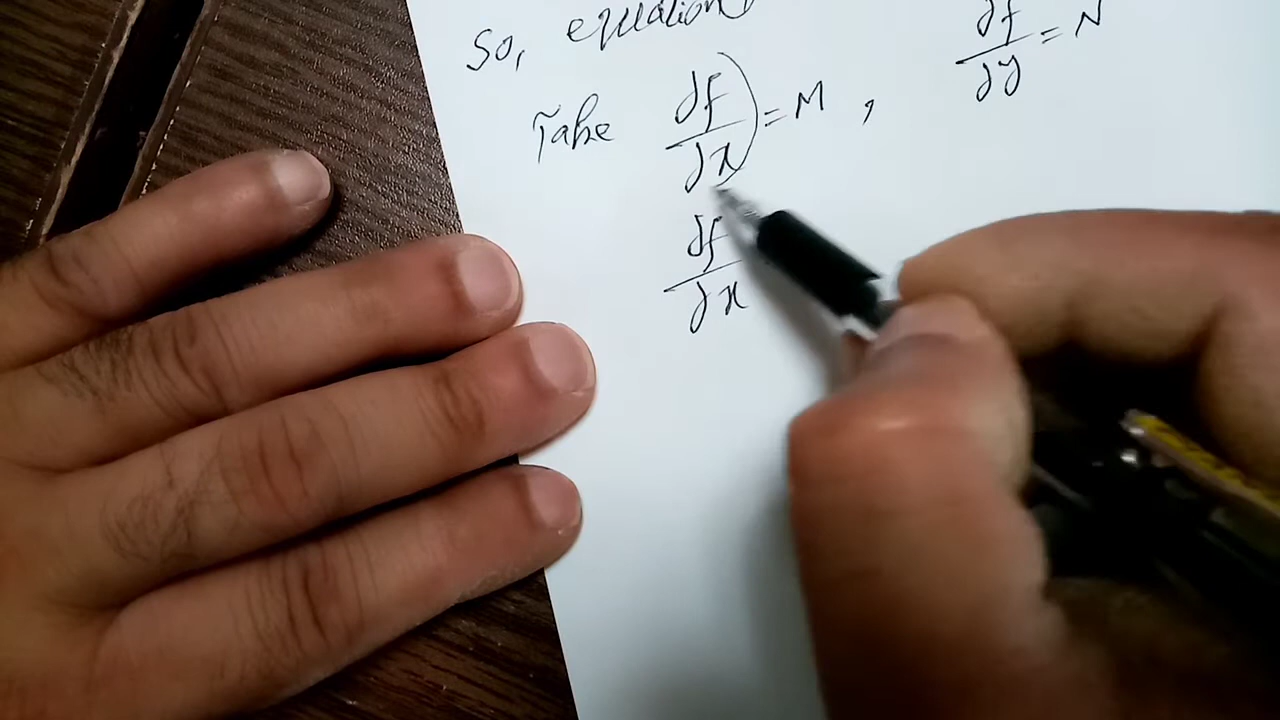 So, equation
Take ∂f/∂x) = M , ∂f/∂y = N
∂f/∂x